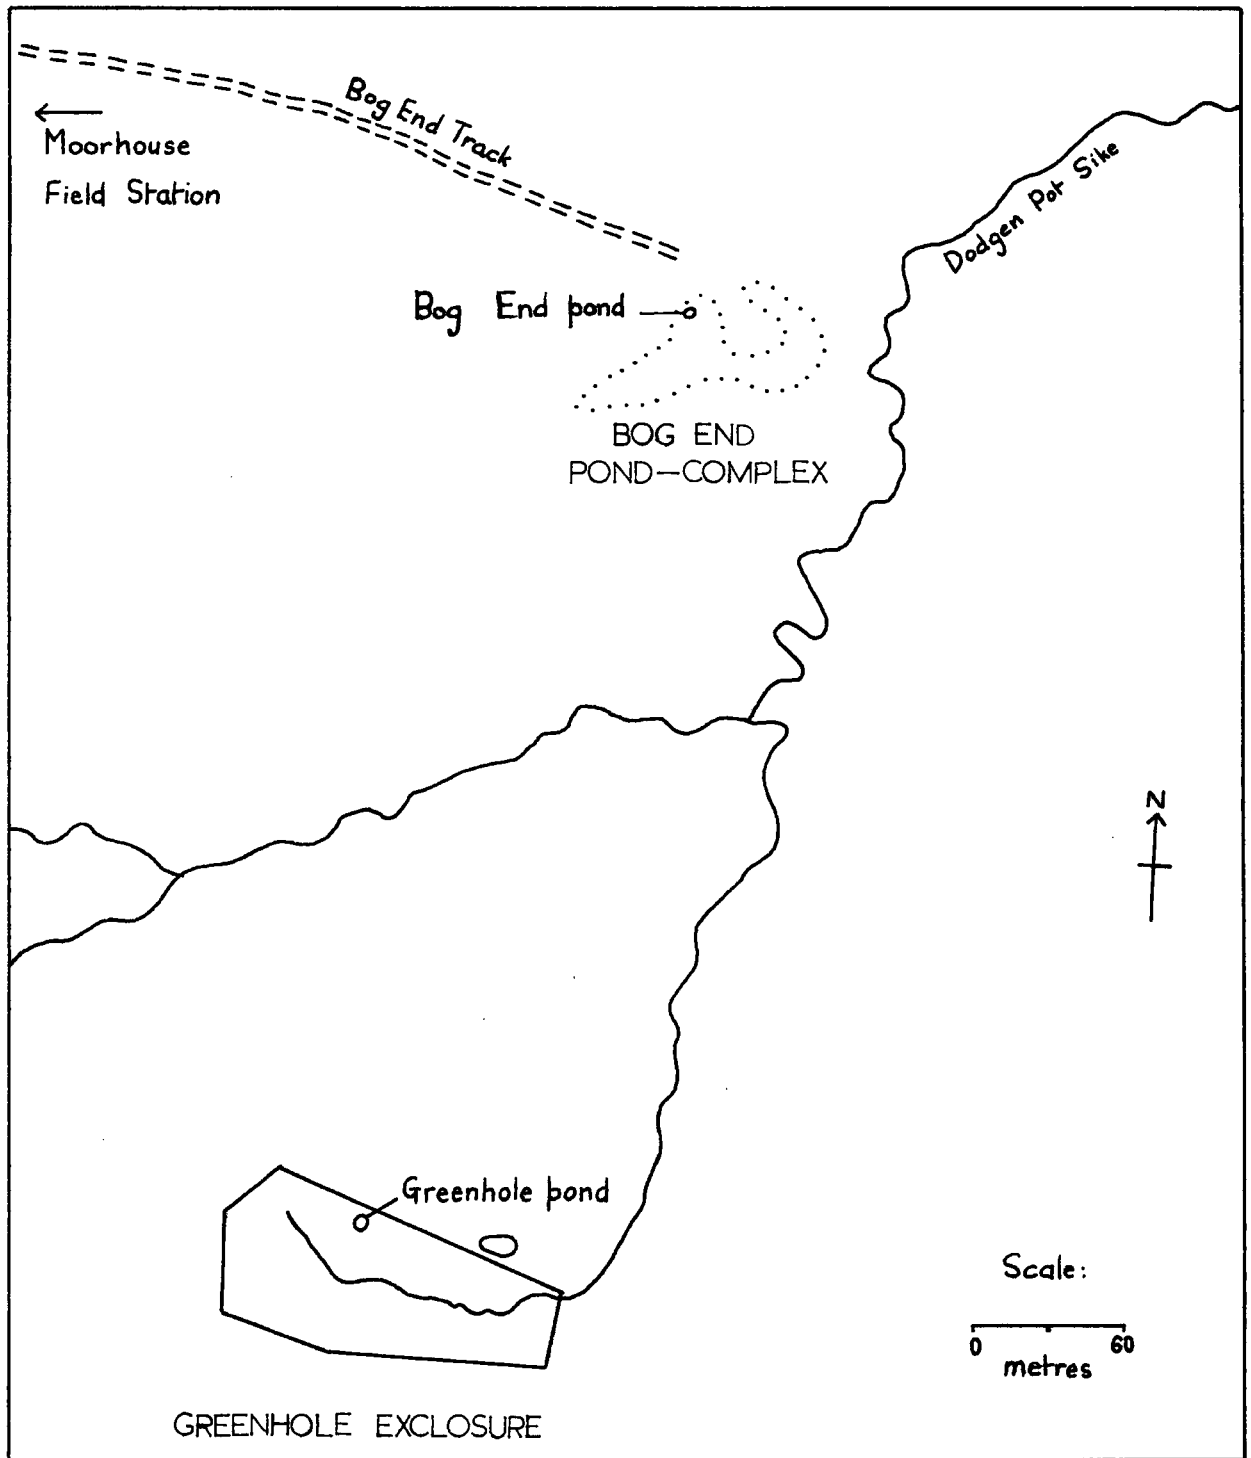 Bog End Track
Moorhouse
Field Station
Dodgen Pot Sike
Bog End pond
BOG END
POND-COMPLEX
N
Greenhole pond
Scale:
0 60
metres
GREENHOLE EXCLOSURE